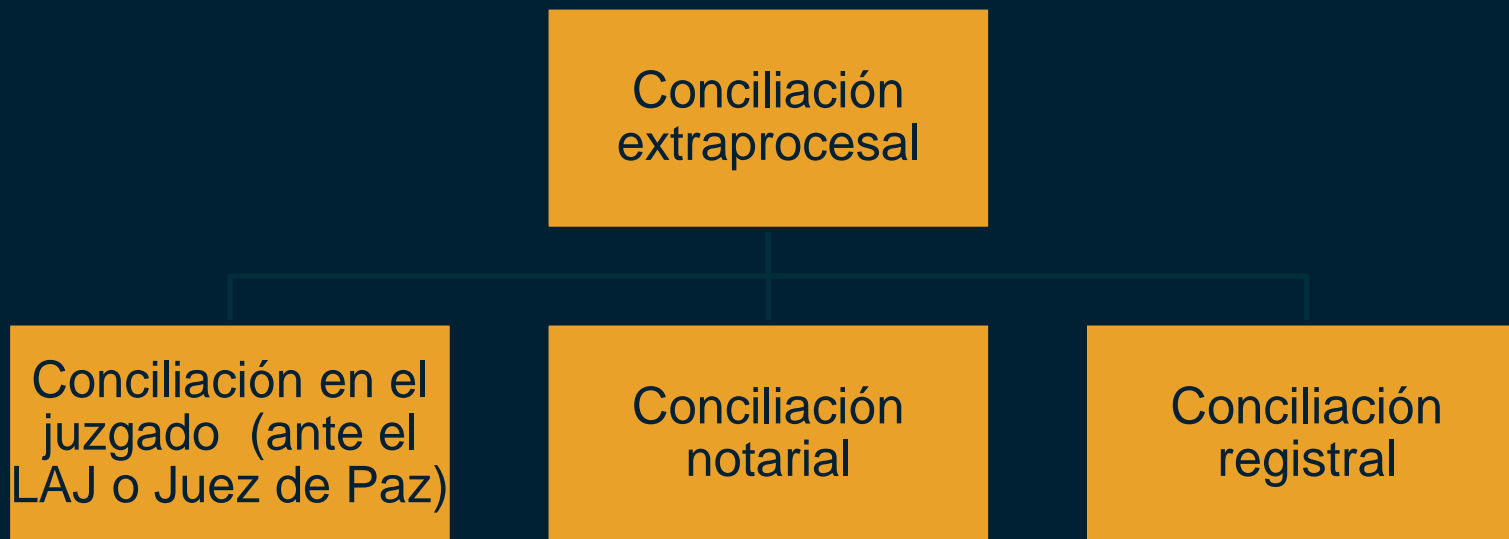 Conciliación
extraprocesal
Conciliación en el
juzgado (ante el
LAJ o Juez de Paz)
Conciliación
notarial
Conciliación
registral